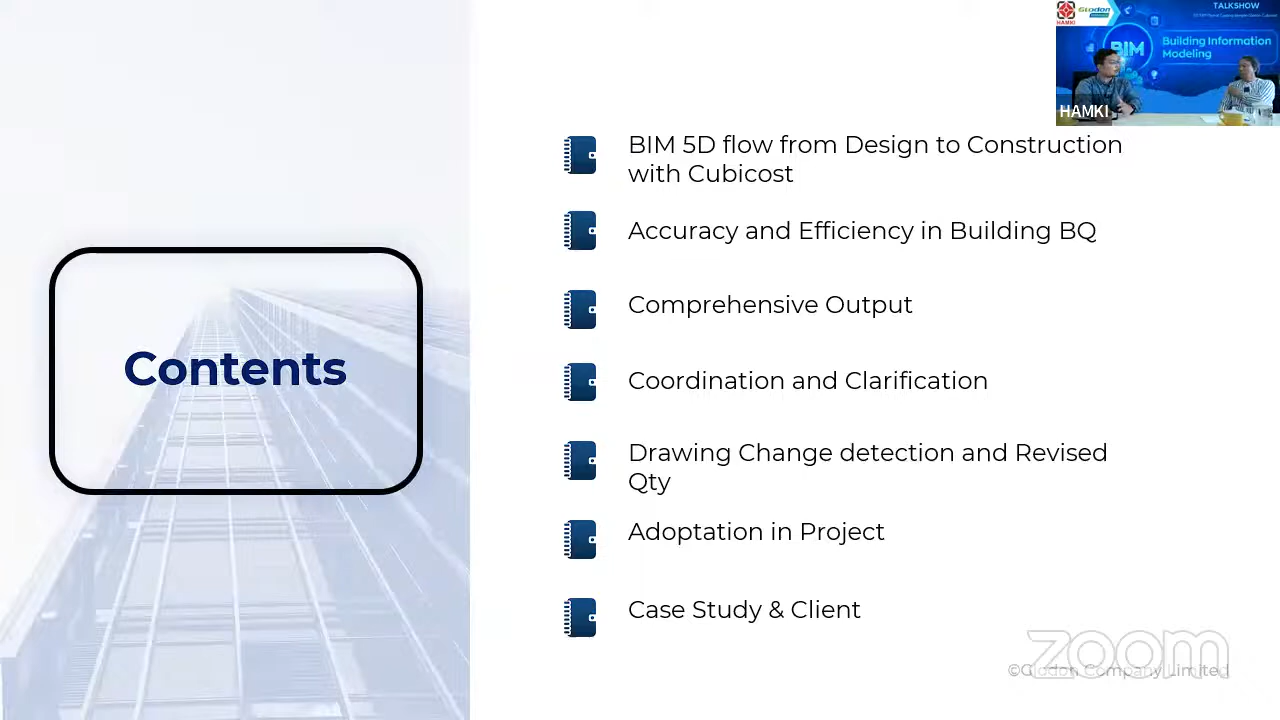 TALKSHOW
HAMKI
Glodon
BIM
Building Information
Modeling
HAMKI
BIM 5D flow from Design to Construction
with Cubicost
Accuracy and Efficiency in Building BQ
Comprehensive Output
Contents
Coordination and Clarification
Drawing Change detection and Revised
Qty
Adoptation in Project
Case Study & Client
zoom
©Glodon Company Limited